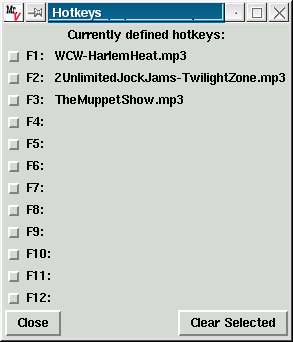 Mr. V
Hotkeys
Currently defined hotkeys:
F1: WCW-HarlemHeat.mp3
F2: 2UnlimitedJockJams-TwilightZone.mp3
F3: TheMuppetShow.mp3
F4:
F5:
F6:
F7:
F8:
F9:
F10:
F11:
F12:
Close Clear Selected